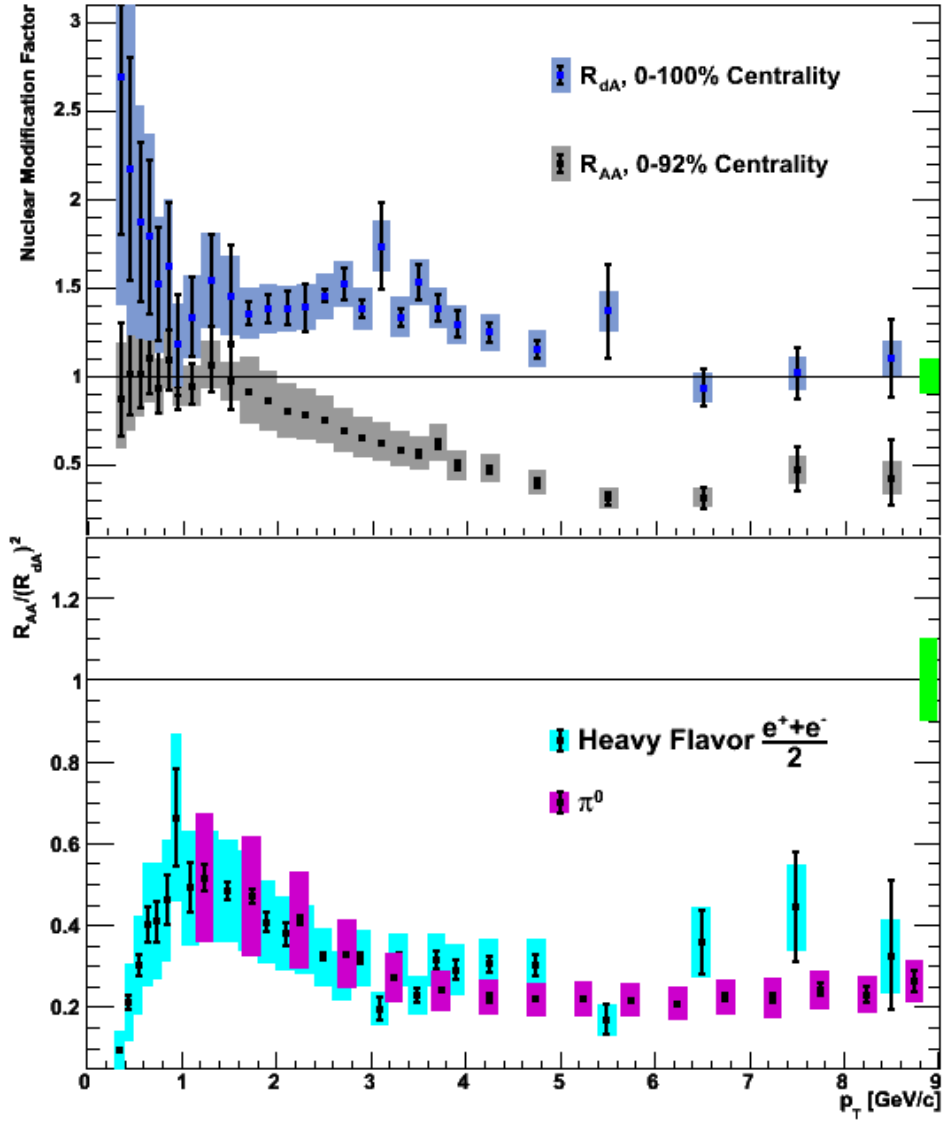 Nuclear Modification Factor
3
2.5
2
1.5
1
0.5
R_dA, 0-100% Centrality
R_AA, 0-92% Centrality
R_AA/(R_dA)²
1.2
1
0.8
0.6
0.4
0.2
Heavy Flavor (e⁺+e⁻)/2
π⁰
0 1 2 3 4 5 6 7 8 9
p_T [GeV/c]